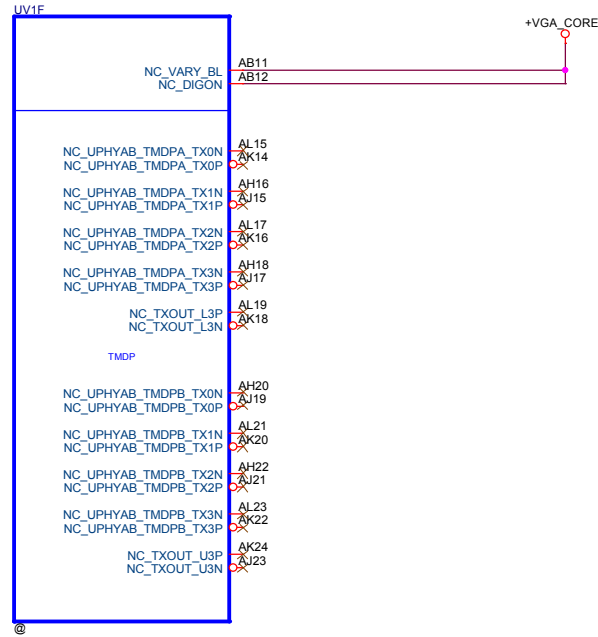 UV1F
+VGA_CORE
NC_VARY_BL AB11
NC_DIGON AB12
NC_UPHYAB_TMDPA_TX0N AL15
NC_UPHYAB_TMDPA_TX0P AK14
NC_UPHYAB_TMDPA_TX1N AH16
NC_UPHYAB_TMDPA_TX1P AJ15
NC_UPHYAB_TMDPA_TX2N AL17
NC_UPHYAB_TMDPA_TX2P AK16
NC_UPHYAB_TMDPA_TX3N AH18
NC_UPHYAB_TMDPA_TX3P AJ17
NC_TXOUT_L3P AL19
NC_TXOUT_L3N AK18
TMDP
NC_UPHYAB_TMDPB_TX0N AH20
NC_UPHYAB_TMDPB_TX0P AJ19
NC_UPHYAB_TMDPB_TX1N AL21
NC_UPHYAB_TMDPB_TX1P AK20
NC_UPHYAB_TMDPB_TX2N AH22
NC_UPHYAB_TMDPB_TX2P AJ21
NC_UPHYAB_TMDPB_TX3N AL23
NC_UPHYAB_TMDPB_TX3P AK22
NC_TXOUT_U3P AK24
NC_TXOUT_U3N AJ23
@